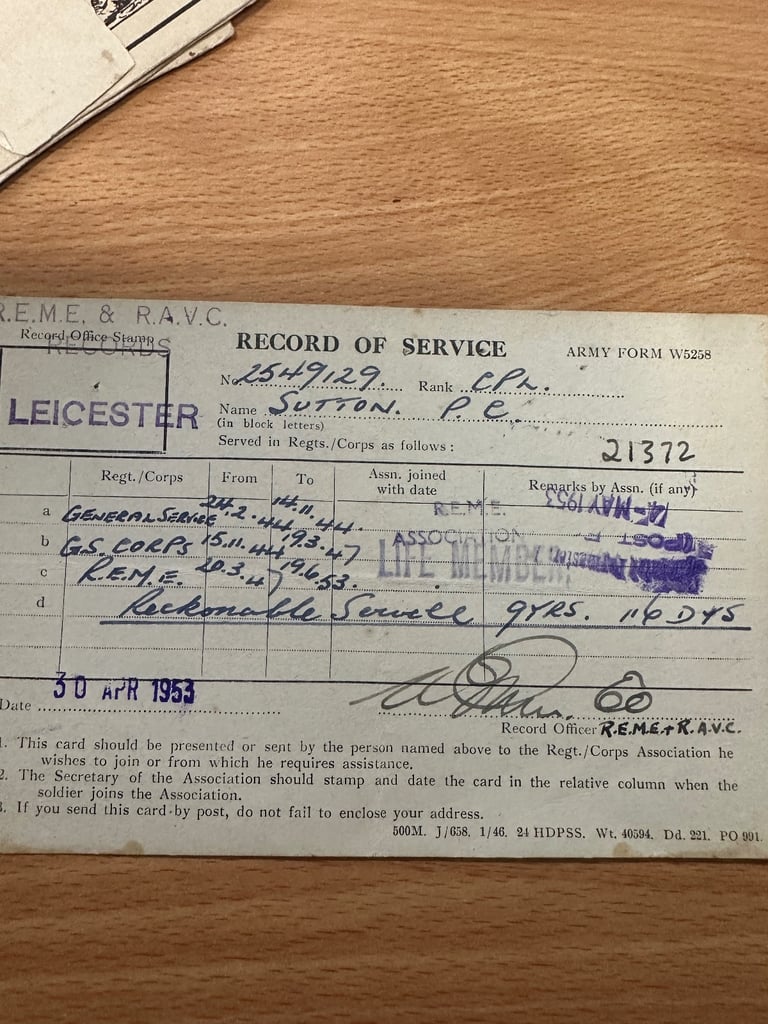 R.E.M.E. & R.A.V.C.
Record Office Stamp
RECORDS
LEICESTER
RECORD OF SERVICE
ARMY FORM W5258
No 2549129. Rank CPL.
Name SUTTON. P. C.
(in block letters)
Served in Regts./Corps as follows :
21372
Regt./Corps From To Assn. joined with date Remarks by Assn. (if any)
a GENERAL SERVICE 24.2.44 14.11.44.
b G.S. CORPS 15.11.44 19.3.47
c R.E.M.E. 20.3.47 19.6.53.
d Reckonable Service 9YRS. 116 DYS
R.E.M.E.
ASSOCIATION
LIFE MEMBER
MAY 1953
30 APR 1953
Date
Record Officer R.E.M.E + R.A.V.C.
1. This card should be presented or sent by the person named above to the Regt./Corps Association he
wishes to join or from which he requires assistance.
2. The Secretary of the Association should stamp and date the card in the relative column when the
soldier joins the Association.
3. If you send this card by post, do not fail to enclose your address.
500M. J/658. 1/46. 24 HDPSS. Wt. 40594. Dd. 221. PO 991.